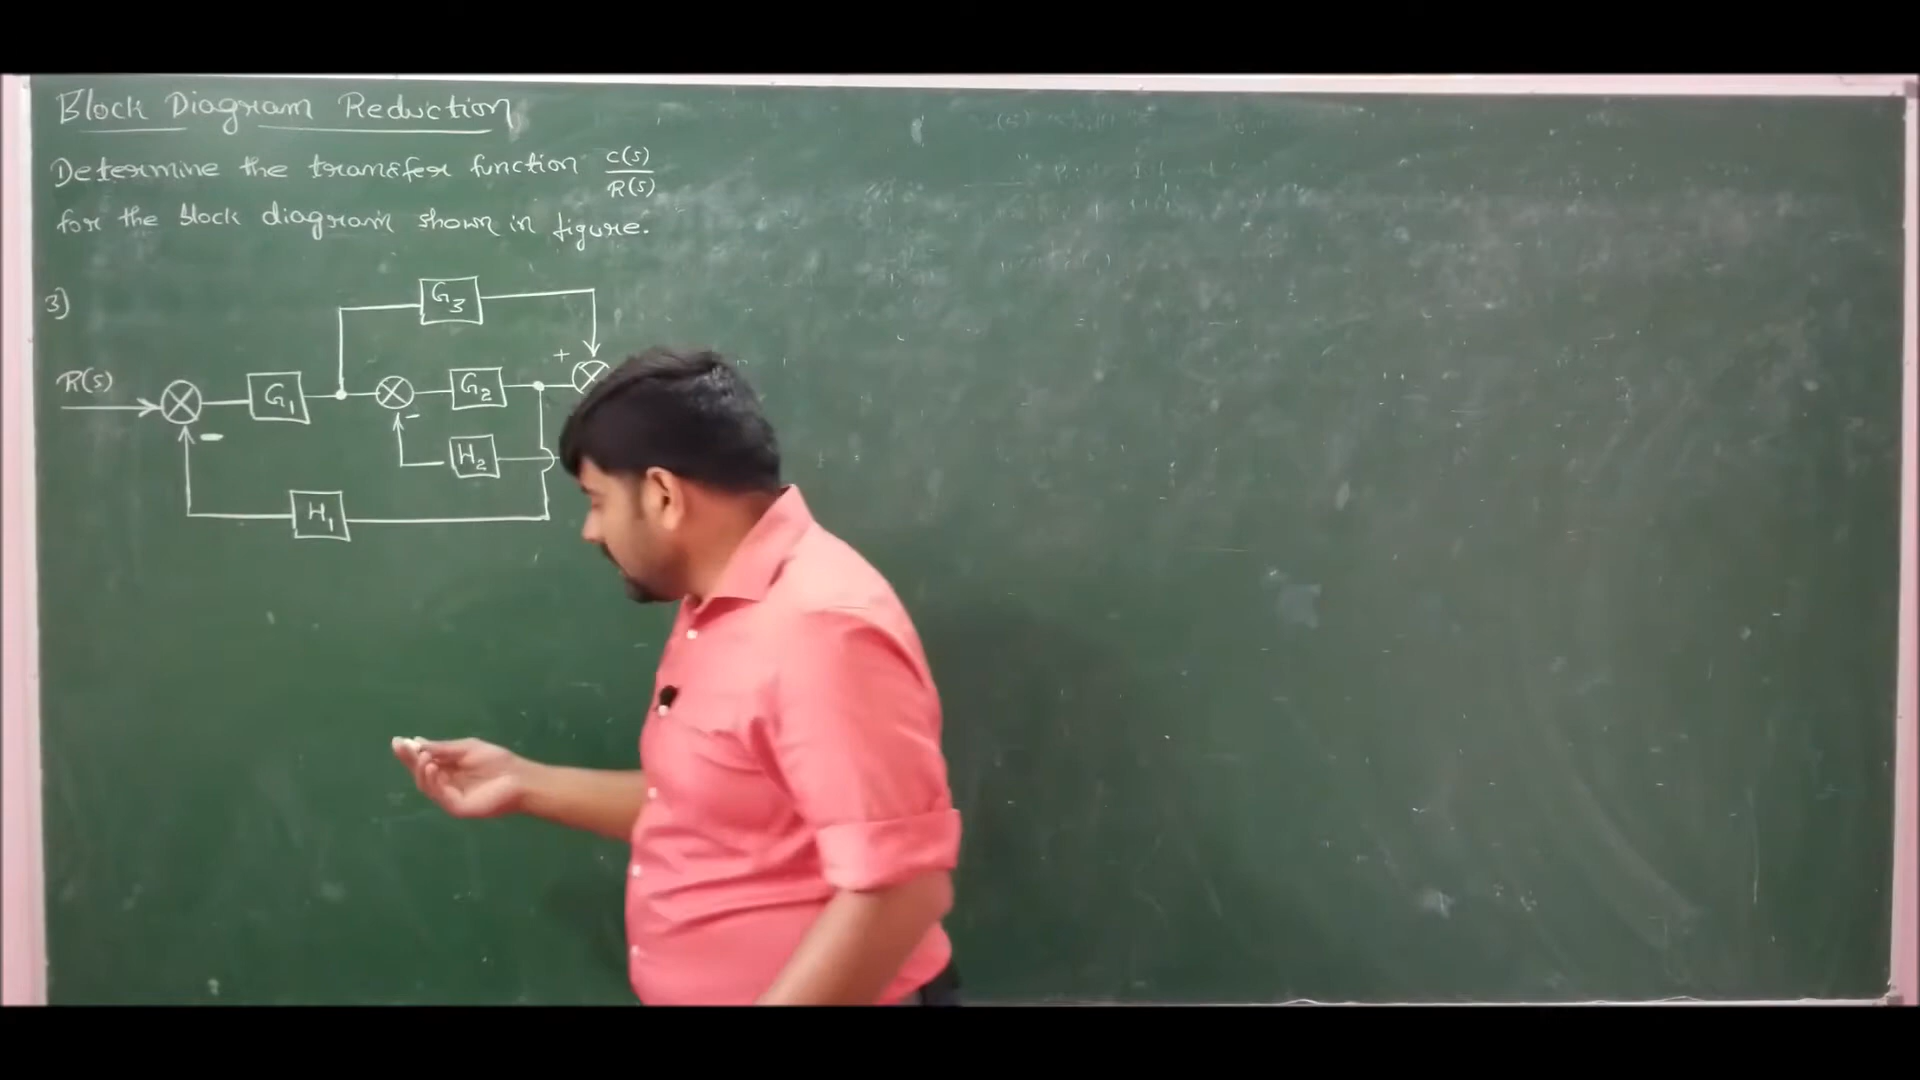 Block Diagram Reduction
Determine the transfer function C(s)/R(s)
for the block diagram shown in figure.
3)
G3
+
R(s)
G1
G2
-
-
H2
H1